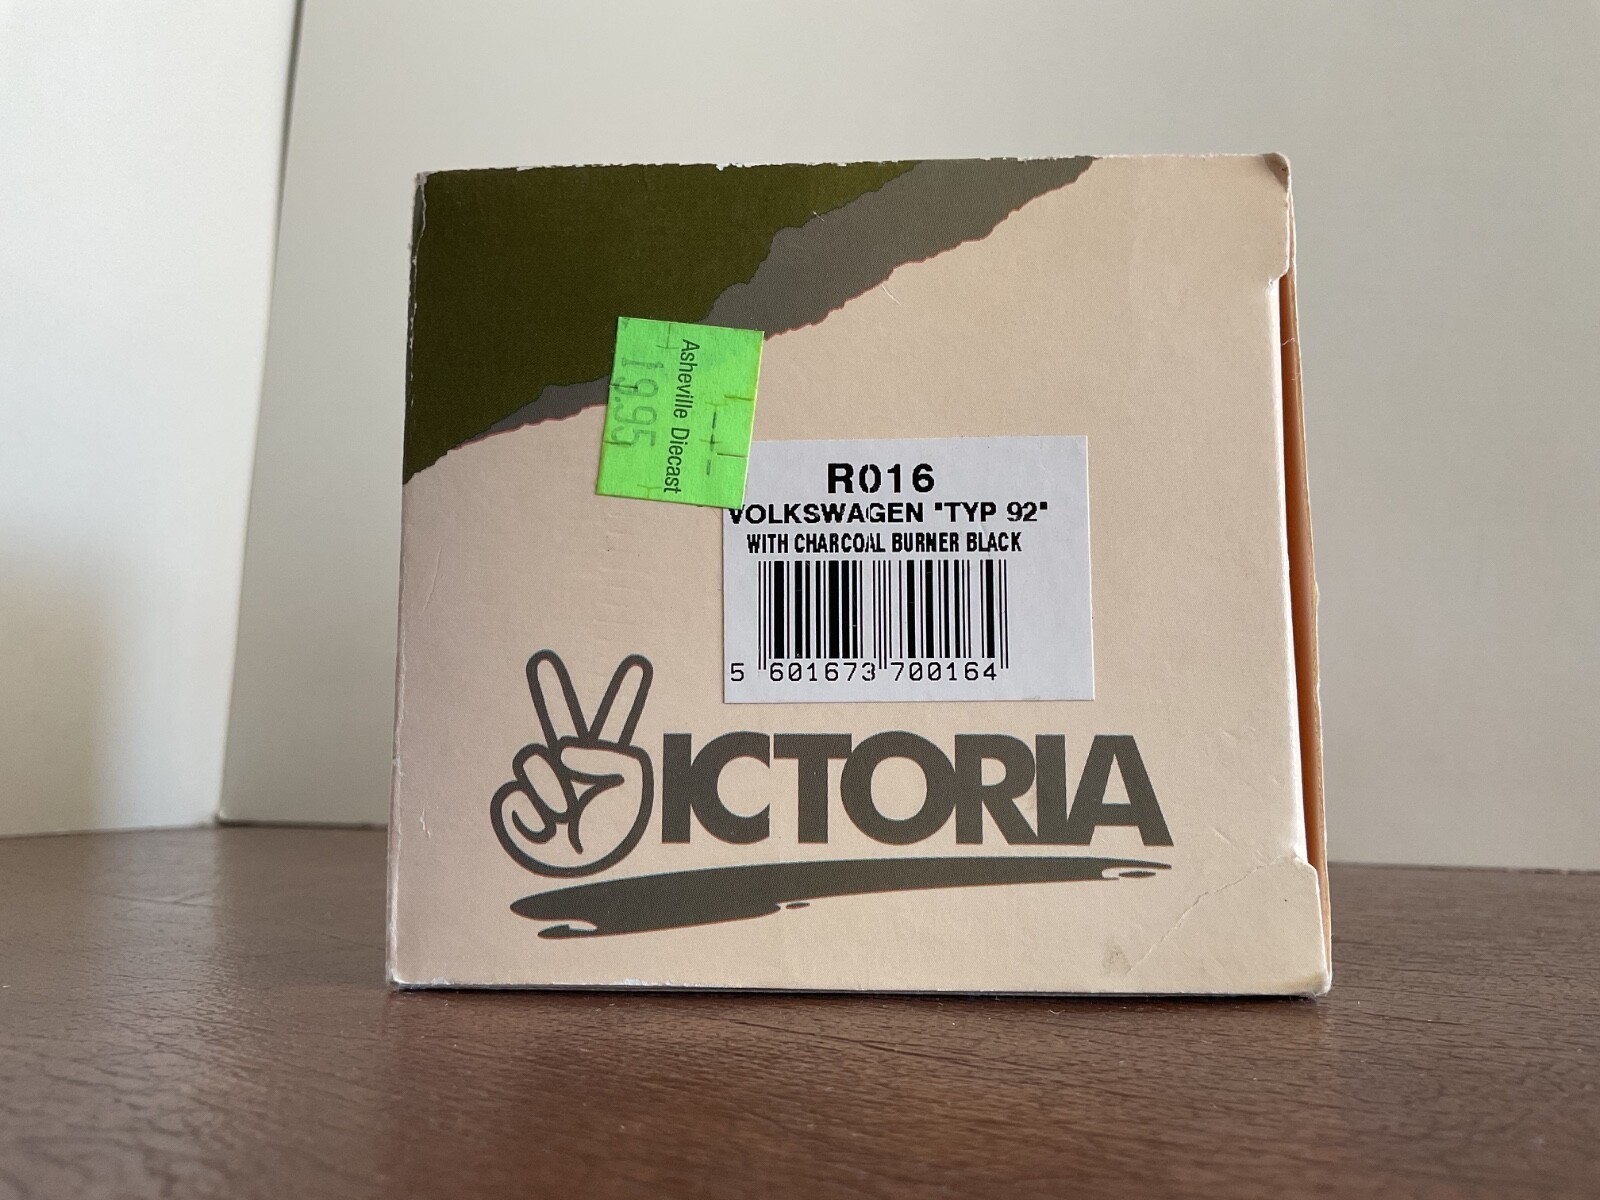 Asheville Diecast
19.95
R016
VOLKSWAGEN "TYP 92"
WITH CHARCOAL BURNER BLACK
5 601673 700164
VICTORIA